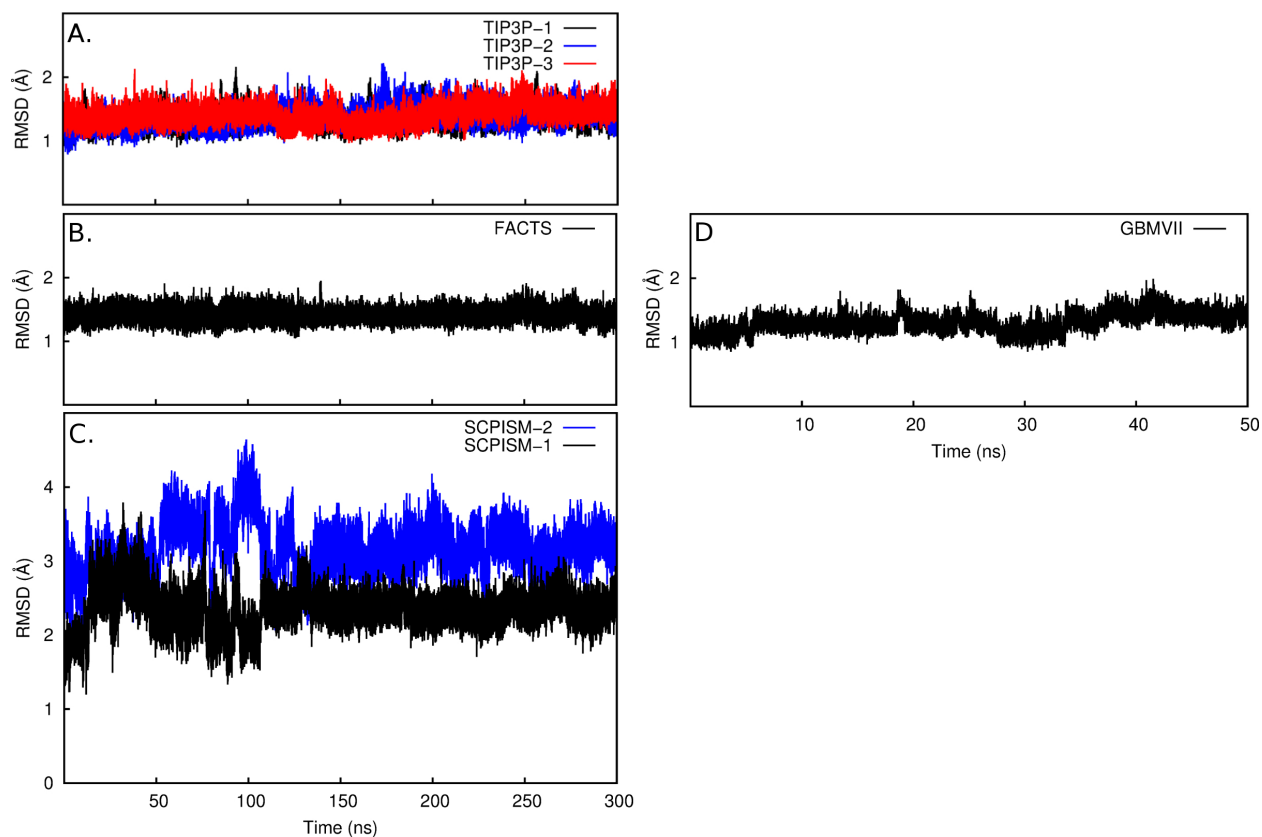 A.
TIP3P−1
TIP3P−2
TIP3P−3
RMSD (Å)
2
1
B.
FACTS
RMSD (Å)
2
1
C.
SCPISM−2
SCPISM−1
RMSD (Å)
4
3
2
1
0
50 100 150 200 250 300
Time (ns)
D
GBMVII
RMSD (Å)
2
1
10 20 30 40 50
Time (ns)